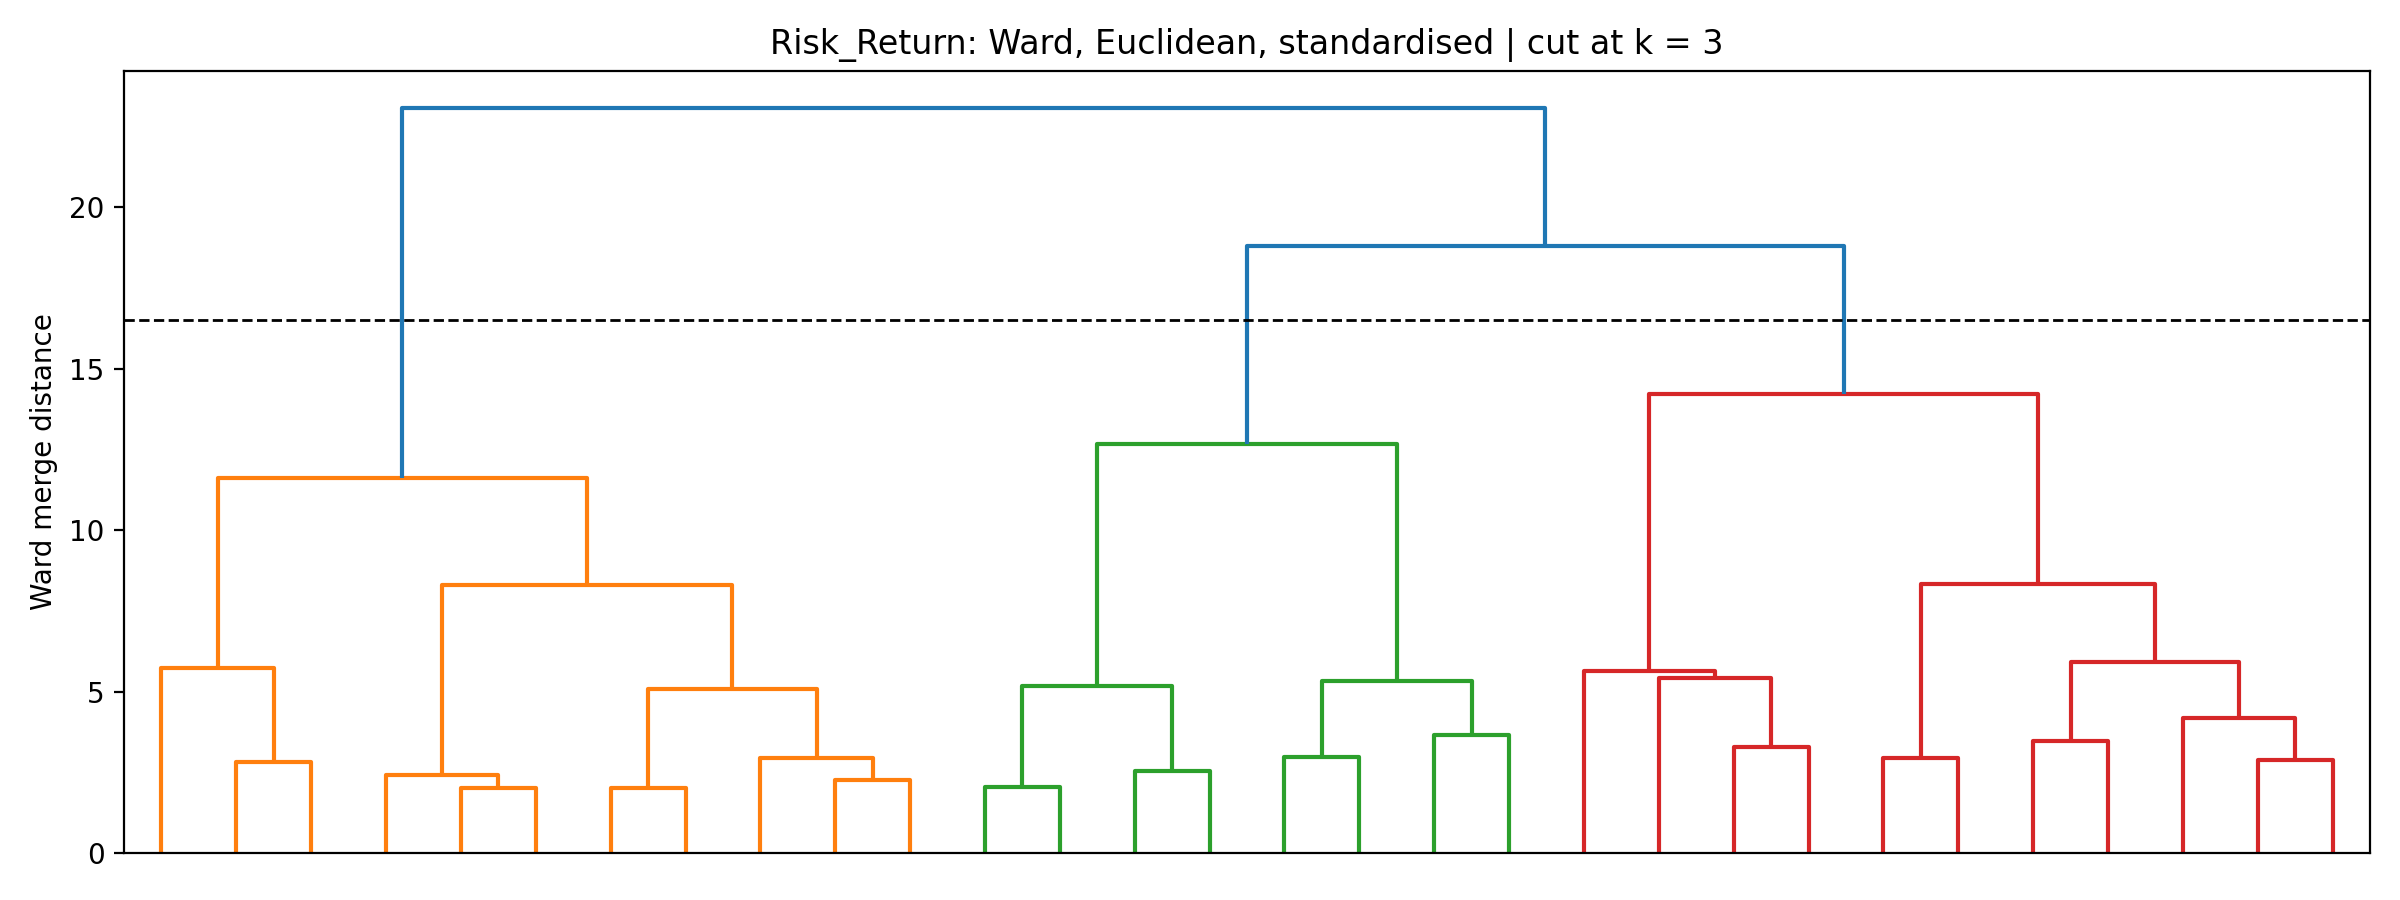 Risk_Return: Ward, Euclidean, standardised | cut at k = 3
Ward merge distance
20
15
10
5
0